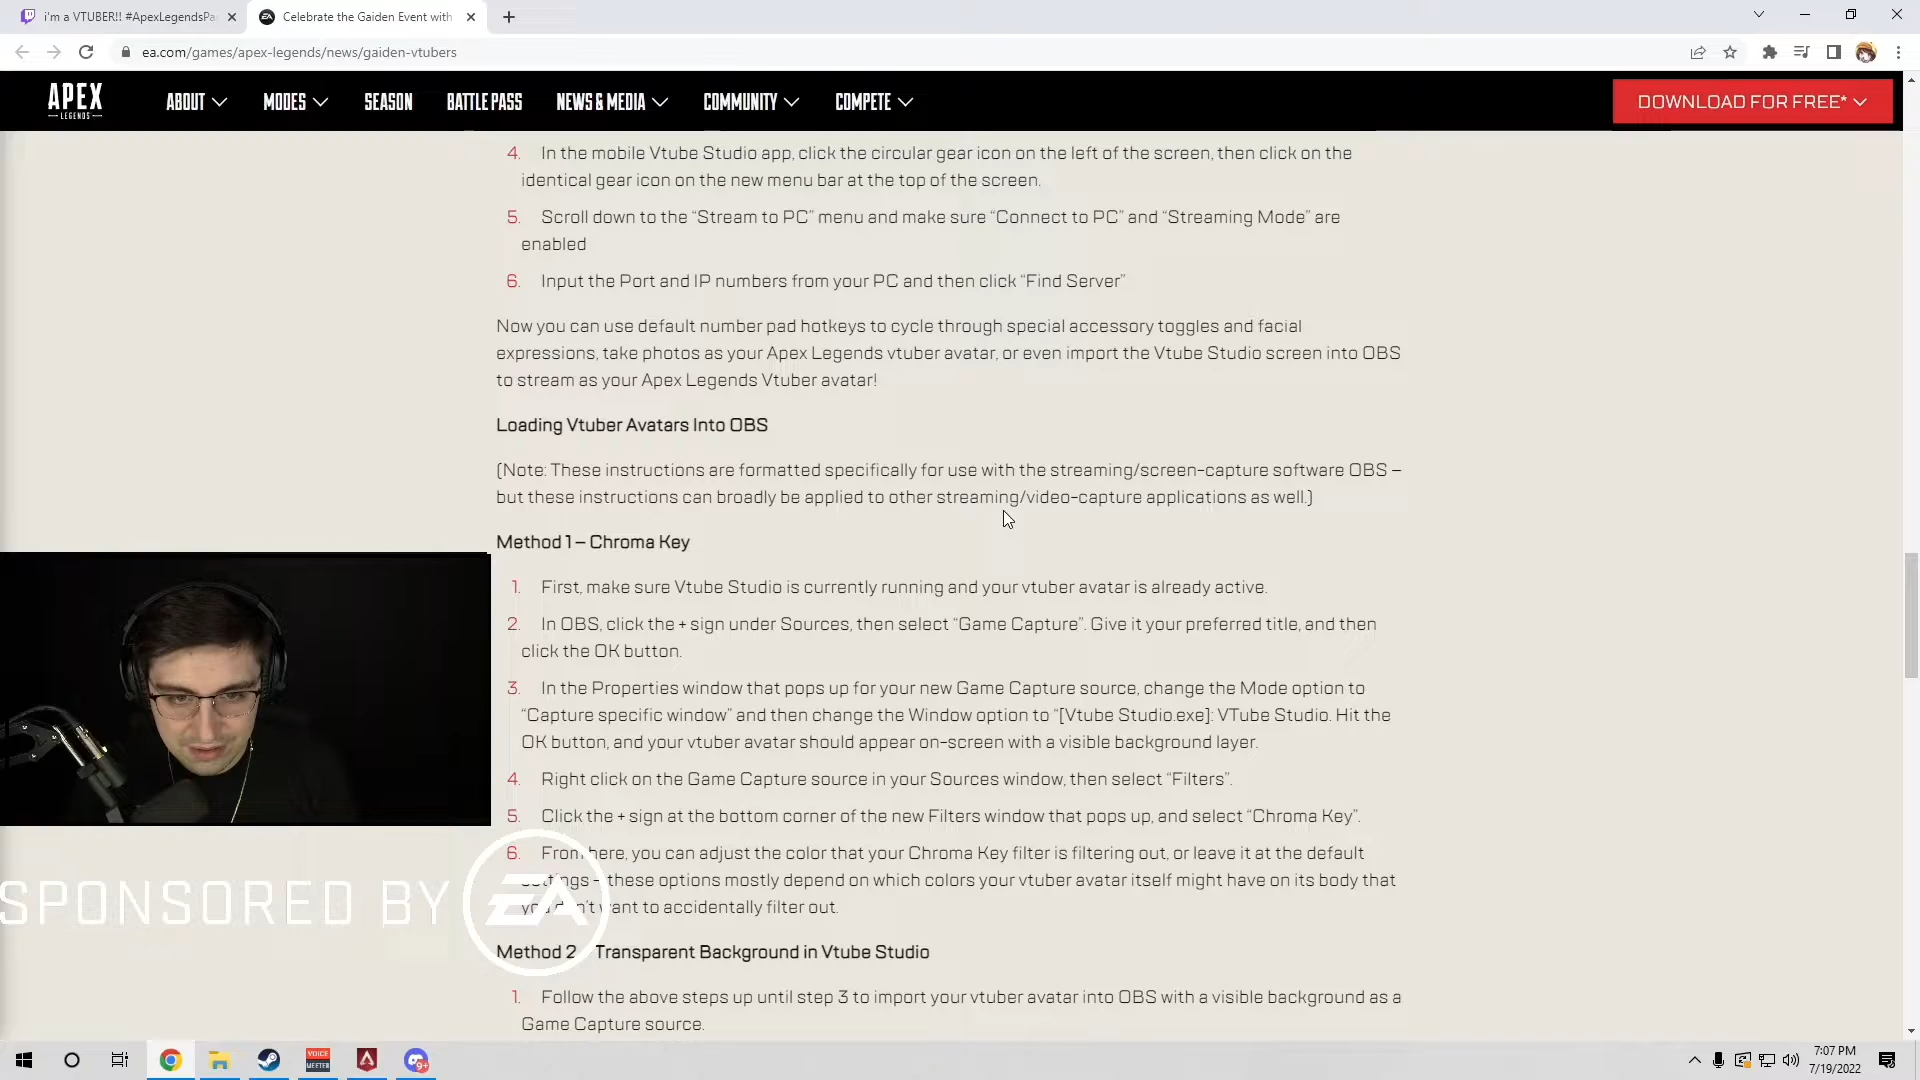 i'm a VTUBER!! #ApexLegendsPa
Celebrate the Gaiden Event with
ea.com/games/apex-legends/news/gaiden-vtubers
APEX
LEGENDS
ABOUT
MODES
SEASON
BATTLE PASS
NEWS & MEDIA
COMMUNITY
COMPETE
DOWNLOAD FOR FREE*
4. In the mobile Vtube Studio app, click the circular gear icon on the left of the screen, then click on the
identical gear icon on the new menu bar at the top of the screen.
5. Scroll down to the “Stream to PC” menu and make sure “Connect to PC” and “Streaming Mode” are
enabled
6. Input the Port and IP numbers from your PC and then click “Find Server”
Now you can use default number pad hotkeys to cycle through special accessory toggles and facial
expressions, take photos as your Apex Legends vtuber avatar, or even import the Vtube Studio screen into OBS
to stream as your Apex Legends Vtuber avatar!
Loading Vtuber Avatars Into OBS
(Note: These instructions are formatted specifically for use with the streaming/screen-capture software OBS –
but these instructions can broadly be applied to other streaming/video-capture applications as well.)
Method 1 – Chroma Key
1. First, make sure Vtube Studio is currently running and your vtuber avatar is already active.
2. In OBS, click the + sign under Sources, then select “Game Capture”. Give it your preferred title, and then
click the OK button.
3. In the Properties window that pops up for your new Game Capture source, change the Mode option to
“Capture specific window” and then change the Window option to “[Vtube Studio.exe]: VTube Studio. Hit the
OK button, and your vtuber avatar should appear on-screen with a visible background layer.
4. Right click on the Game Capture source in your Sources window, then select “Filters”.
5. Click the + sign at the bottom corner of the new Filters window that pops up, and select “Chroma Key”.
6. From here, you can adjust the color that your Chroma Key filter is filtering out, or leave it at the default
settings – these options mostly depend on which colors your vtuber avatar itself might have on its body that
you don't want to accidentally filter out.
SPONSORED BY EA
Method 2 Transparent Background in Vtube Studio
1. Follow the above steps up until step 3 to import your vtuber avatar into OBS with a visible background as a
Game Capture source.
VOICE
MEETER
9+
7:07 PM
7/19/2022